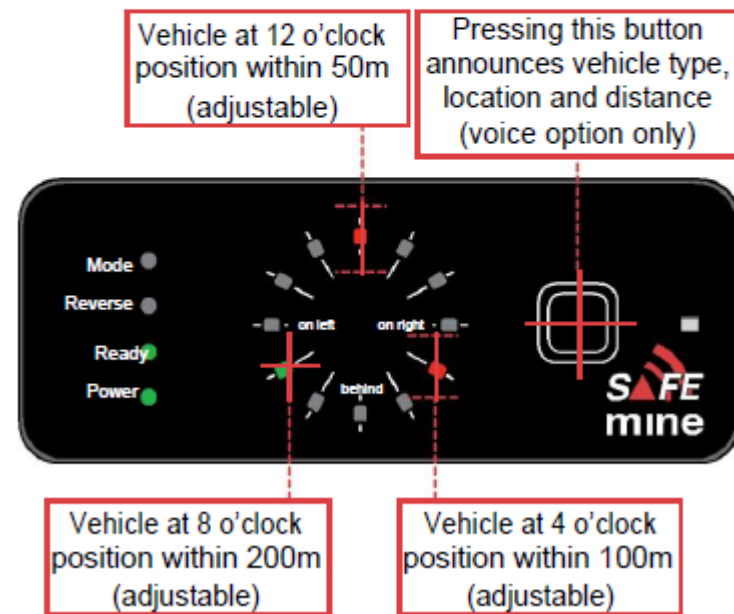 Vehicle at 12 o'clock
position within 50m
(adjustable)
Pressing this button
announces vehicle type,
location and distance
(voice option only)
Mode
Reverse
Ready
Power
on left
on right
behind
SAFE
mine
Vehicle at 8 o'clock
position within 200m
(adjustable)
Vehicle at 4 o'clock
position within 100m
(adjustable)